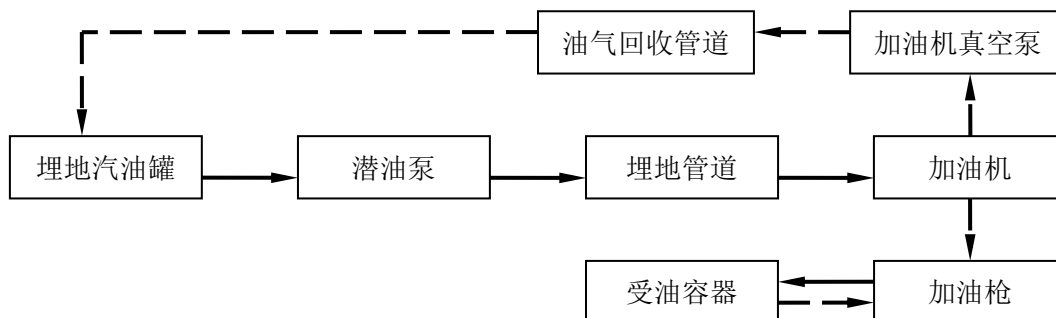 油气回收管道
加油机真空泵
埋地汽油罐
潜油泵
埋地管道
加油机
受油容器
加油枪